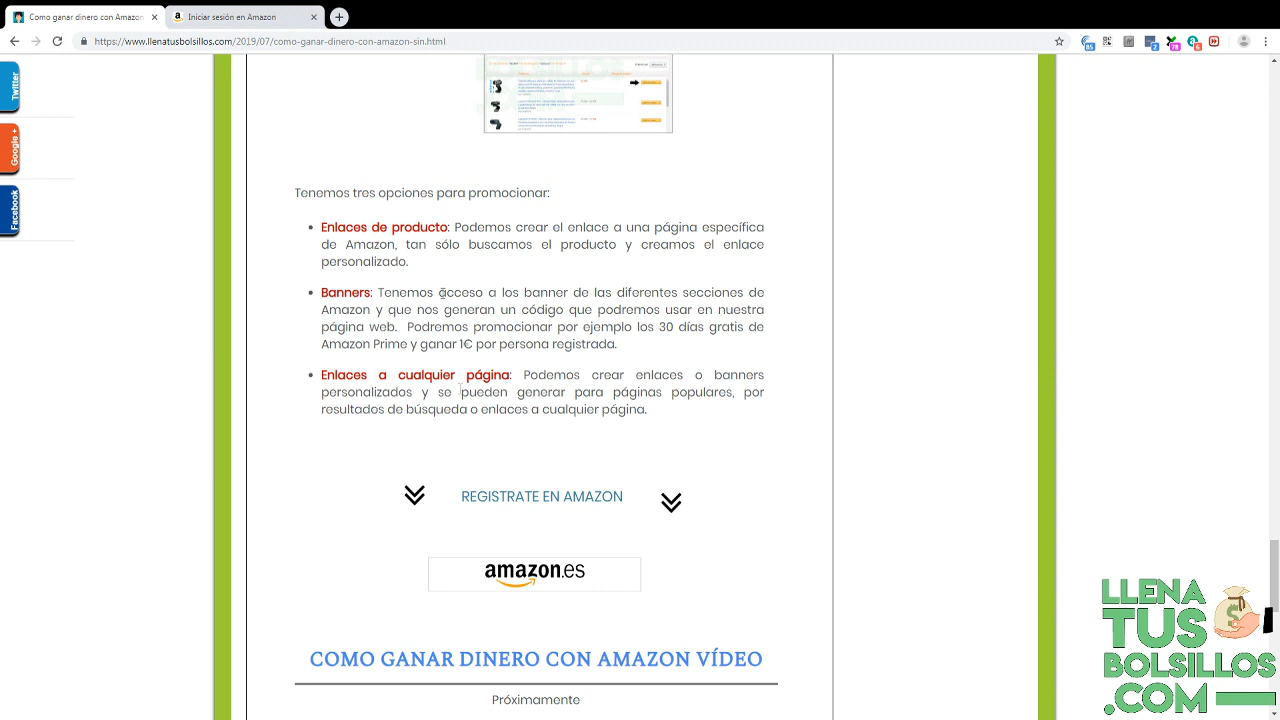 Como ganar dinero con Amazon
Iniciar sesión en Amazon
https://www.llenatusbolsillos.com/2019/07/como-ganar-dinero-con-amazon-sin.html
Twitter
Google +
Facebook
Tenemos tres opciones para promocionar:
Enlaces de producto: Podemos crear el enlace a una página específica
de Amazon, tan sólo buscamos el producto y creamos el enlace
personalizado.
Banners: Tenemos acceso a los banner de las diferentes secciones de
Amazon y que nos generan un código que podremos usar en nuestra
página web. Podremos promocionar por ejemplo los 30 días gratis de
Amazon Prime y ganar 1€ por persona registrada.
Enlaces a cualquier página: Podemos crear enlaces o banners
personalizados y se pueden generar para páginas populares, por
resultados de búsqueda o enlaces a cualquier página.
REGISTRATE EN AMAZON
amazon.es
COMO GANAR DINERO CON AMAZON VÍDEO
Próximamente
LLENA
TUS
BOLSILLOS
.COM